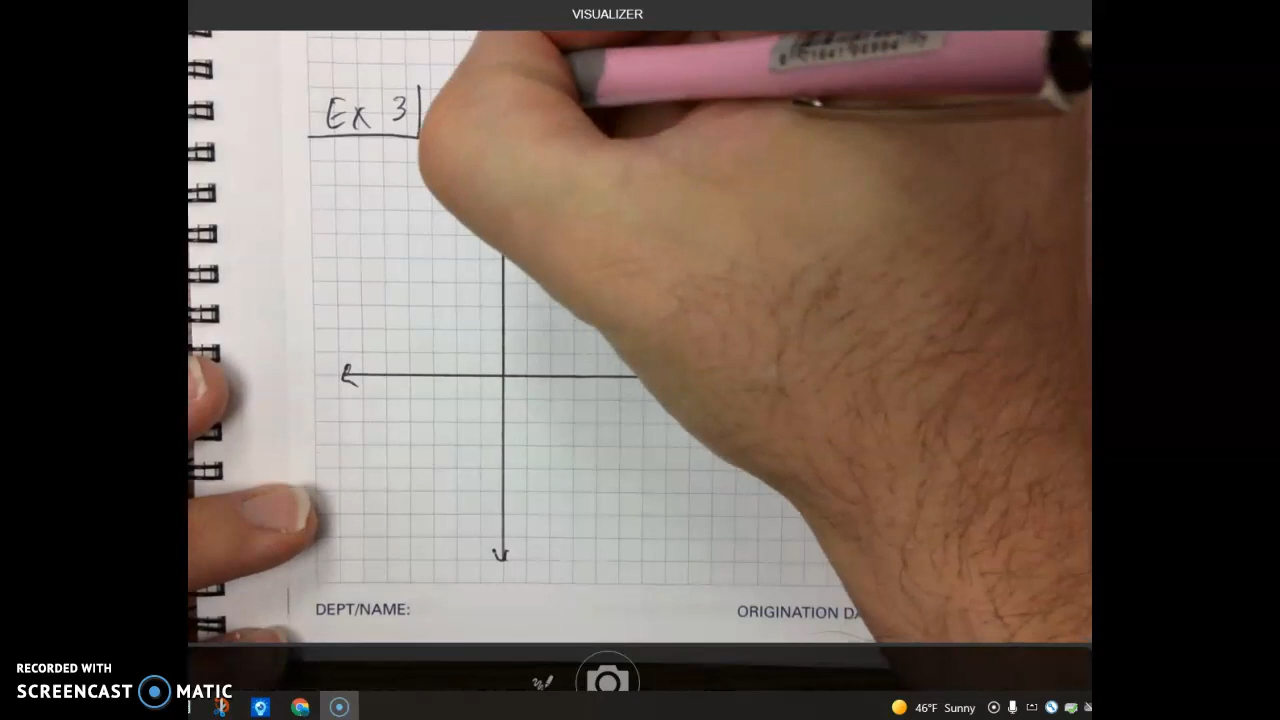 VISUALIZER
Ex 3
DEPT/NAME:
ORIGINATION DA
RECORDED WITH
SCREENCAST MATIC
46°F Sunny